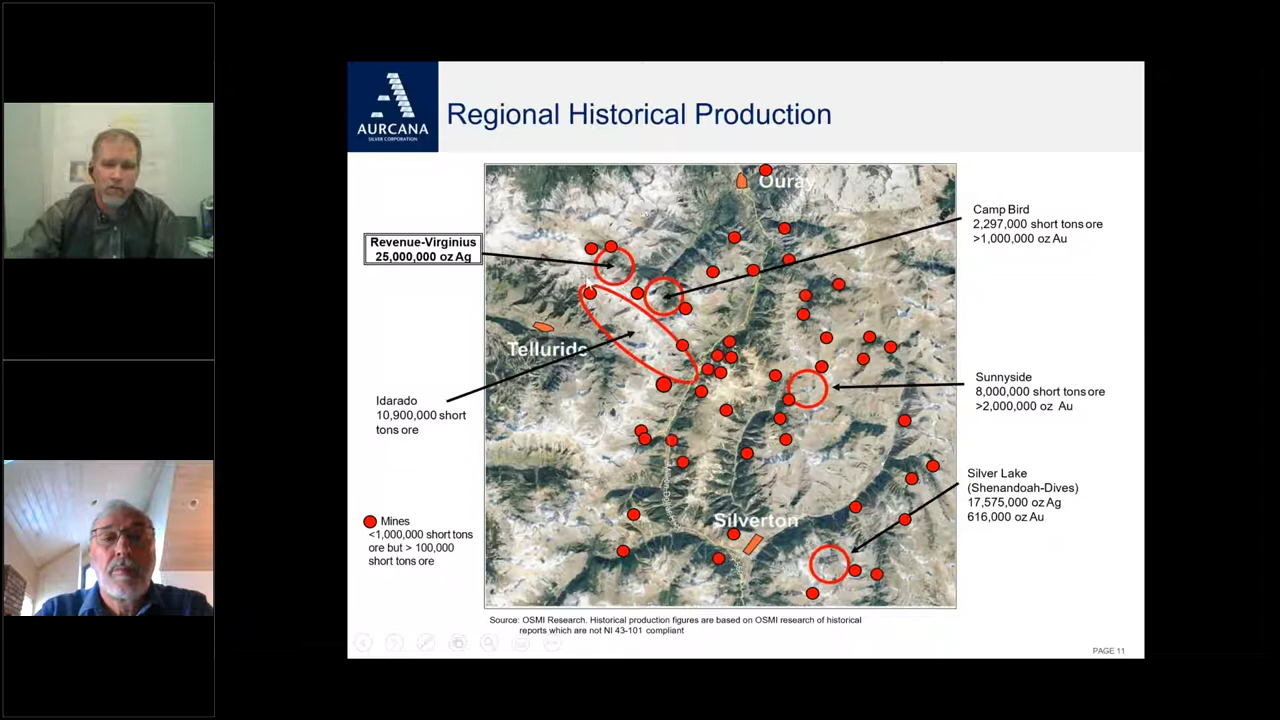 AURCANA
SILVER CORPORATION
Regional Historical Production
Ouray
Camp Bird
2,297,000 short tons ore
>1,000,000 oz Au
Revenue-Virginius
25,000,000 oz Ag
Telluride
Idarado
10,900,000 short
tons ore
Sunnyside
8,000,000 short tons ore
>2,000,000 oz Au
Silver Lake
(Shenandoah-Dives)
17,575,000 oz Ag
616,000 oz Au
Silverton
Mines
<1,000,000 short tons
ore but > 100,000
short tons ore
Source: OSMI Research. Historical production figures are based on OSMI research of historical
reports which are not NI 43-101 compliant
PAGE 11